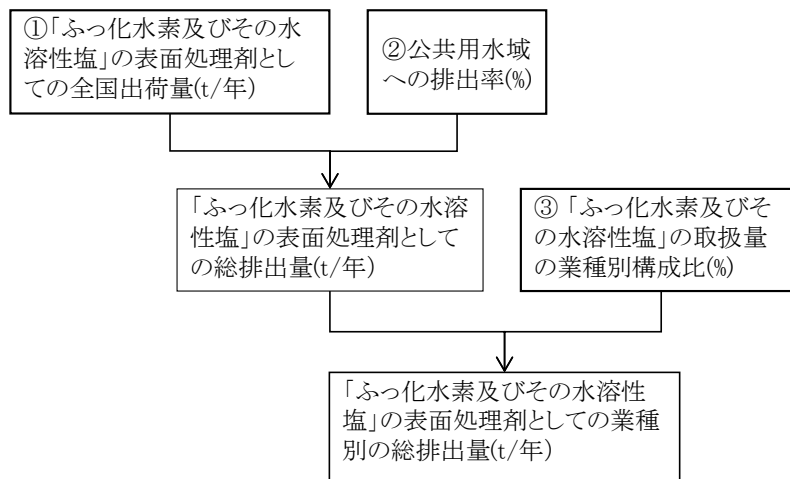 ①「ふっ化水素及びその水
溶性塩」の表面処理剤とし
ての全国出荷量(t/年)
②公共用水域
への排出率(%)
「ふっ化水素及びその水溶
性塩」の表面処理剤として
の総排出量(t/年)
③「ふっ化水素及びそ
の水溶性塩」の取扱量
の業種別構成比(%)
「ふっ化水素及びその水溶性
塩」の表面処理剤としての業種
別の総排出量(t/年)